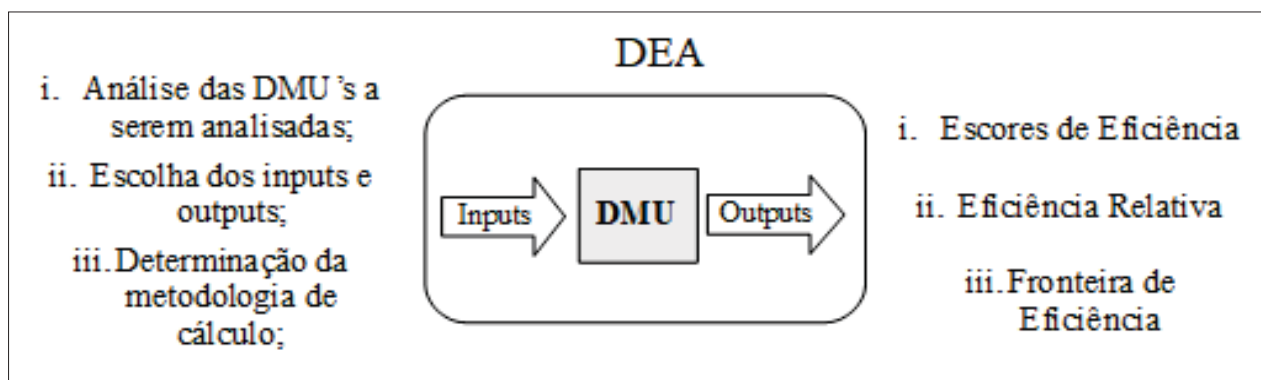 DEA
i. Análise das DMU's a
serem analisadas;
ii. Escolha dos inputs e
outputs;
iii. Determinação da
metodologia de
cálculo;
Inputs
DMU
Outputs
i. Escores de Eficiência
ii. Eficiência Relativa
iii. Fronteira de
Eficiência